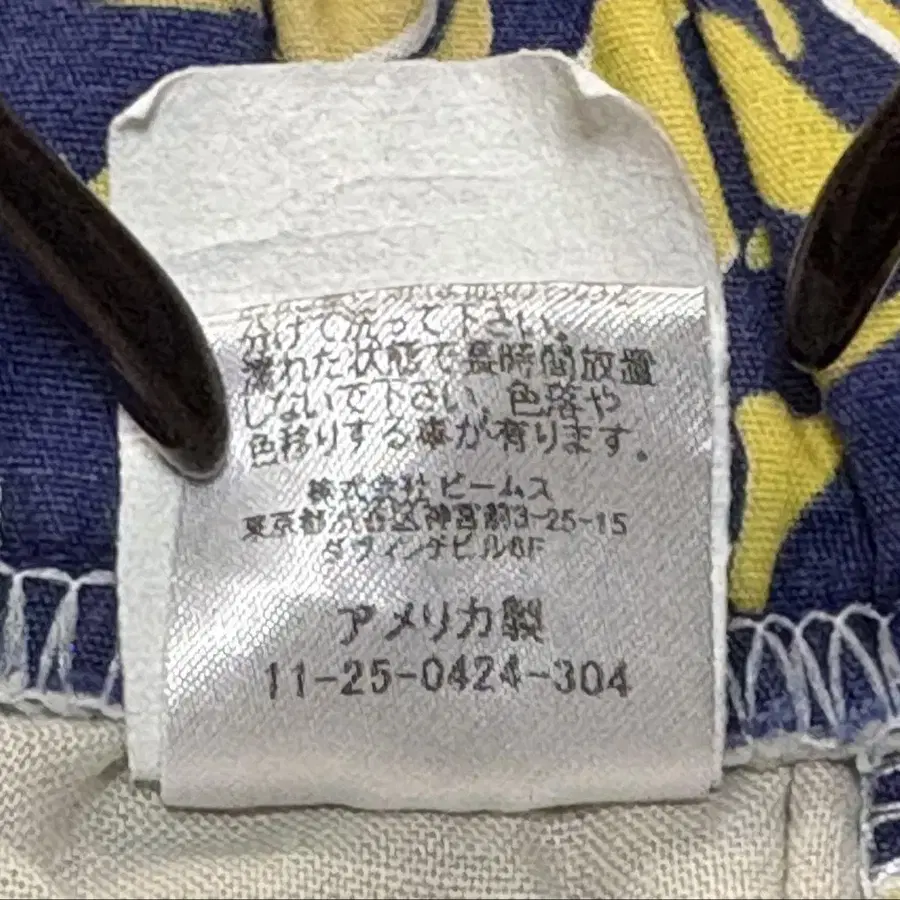 分けて洗って下さい。
濡れた状態で長時間放置
しないで下さい。色落や
色移りする事が有ります。
株式会社ビームス
東京都渋谷区神宮前3-25-15
ダヴィンチビル6F
アメリカ製
11-25-0424-304